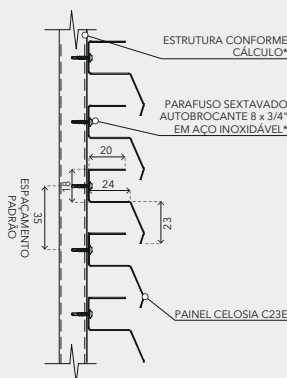 ESTRUTURA CONFORME
CÁLCULO*
PARAFUSO SEXTAVADO
AUTOBROCANTE 8 x 3/4"
EM AÇO INOXIDÁVEL*
20
18
24
23
35
ESPAÇAMENTO
PADRÃO
PAINEL CELOSIA C23E